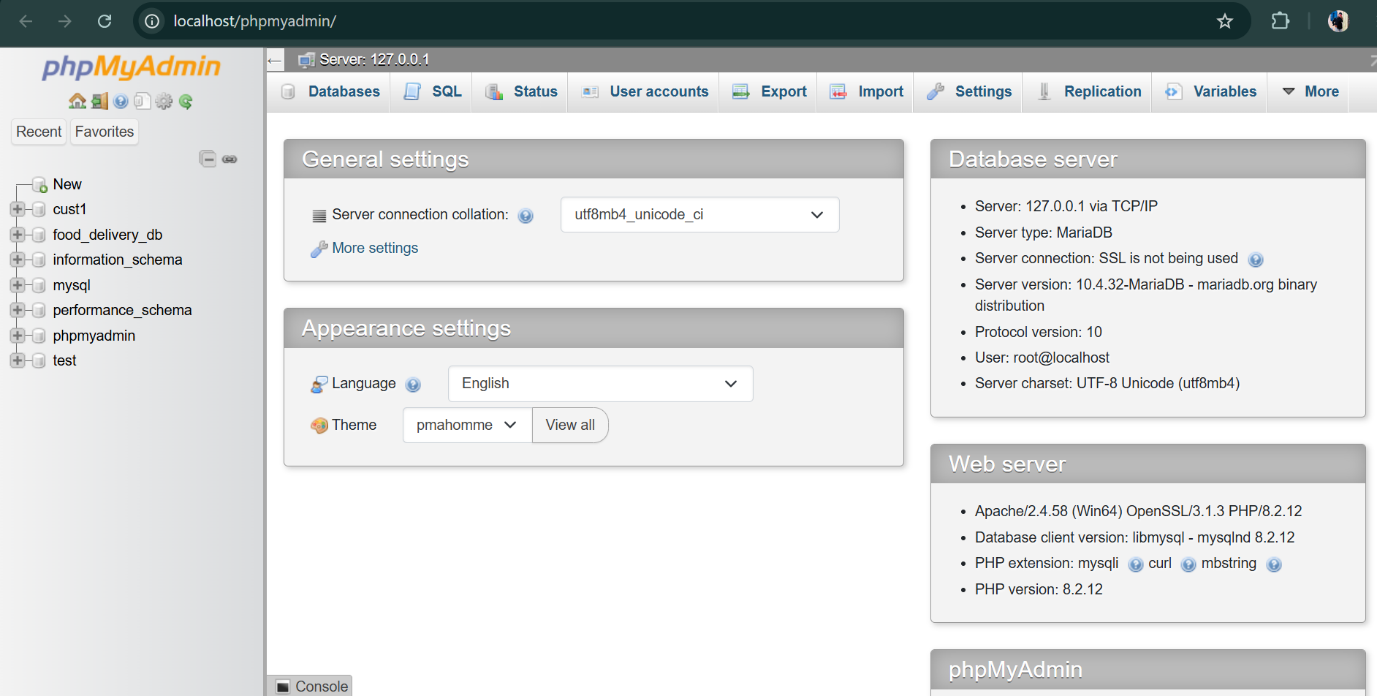 localhost/phpmyadmin/
phpMyAdmin
Recent Favorites
New
cust1
food_delivery_db
information_schema
mysql
performance_schema
phpmyadmin
test
Server: 127.0.0.1
Databases SQL Status User accounts Export Import Settings Replication Variables More
General settings
Server connection collation: utf8mb4_unicode_ci
More settings
Appearance settings
Language English
Theme pmahomme View all
Database server
Server: 127.0.0.1 via TCP/IP
Server type: MariaDB
Server connection: SSL is not being used
Server version: 10.4.32-MariaDB - mariadb.org binary
distribution
Protocol version: 10
User: root@localhost
Server charset: UTF-8 Unicode (utf8mb4)
Web server
Apache/2.4.58 (Win64) OpenSSL/3.1.3 PHP/8.2.12
Database client version: libmysql - mysqlnd 8.2.12
PHP extension: mysqli curl mbstring
PHP version: 8.2.12
phpMyAdmin
Console